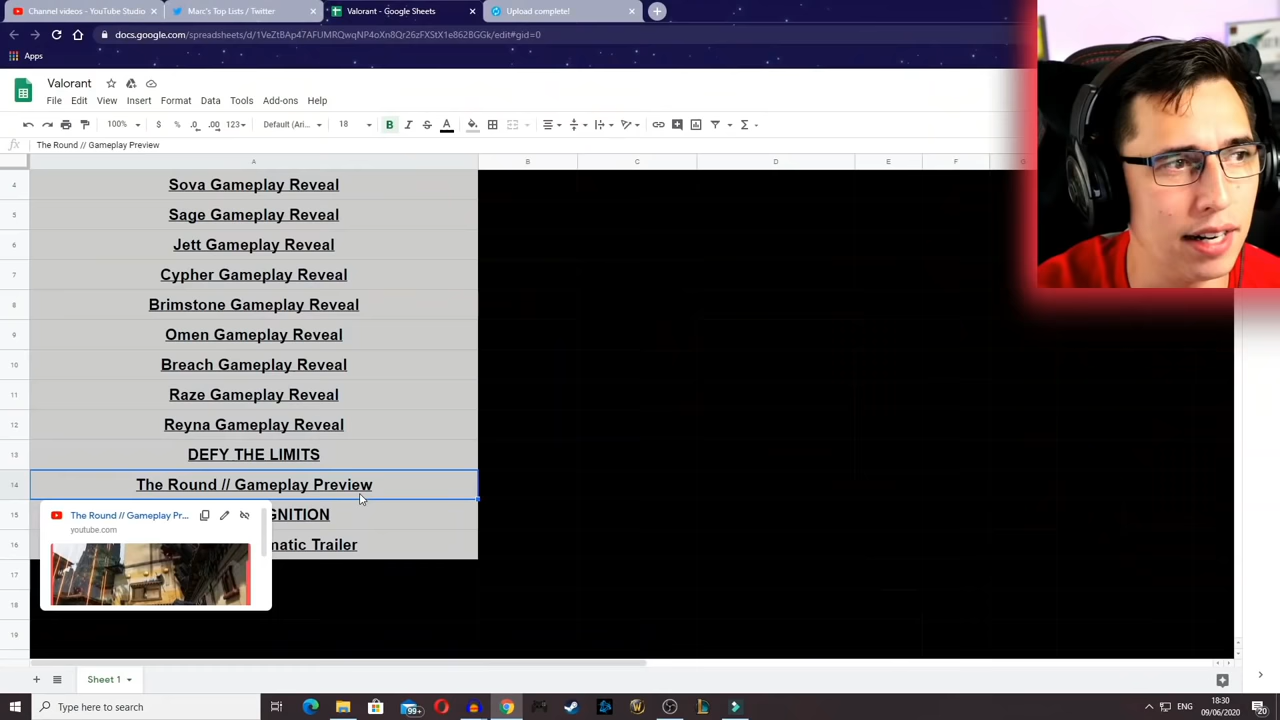 Channel videos - YouTube Studio
Marc's Top Lists / Twitter
Valorant - Google Sheets
Upload complete!
docs.google.com/spreadsheets/d/1VeZtBAp47AFUMRQwqNP4oXn8Qr26zFXStX1e862BGGk/edit#gid=0
Apps
Valorant
File Edit View Insert Format Data Tools Add-ons Help
100% $ % .0 .00 123 Default (Ari... 18 B I S A
fx The Round // Gameplay Preview
A B C D E F
4 Sova Gameplay Reveal
5 Sage Gameplay Reveal
6 Jett Gameplay Reveal
7 Cypher Gameplay Reveal
8 Brimstone Gameplay Reveal
9 Omen Gameplay Reveal
10 Breach Gameplay Reveal
11 Raze Gameplay Reveal
12 Reyna Gameplay Reveal
13 DEFY THE LIMITS
14 The Round // Gameplay Preview
15 GNITION
The Round // Gameplay Pr...
youtube.com
16 matic Trailer
17
18
19
Sheet 1
Type here to search
99+
ENG
18:30
09/06/2020
20